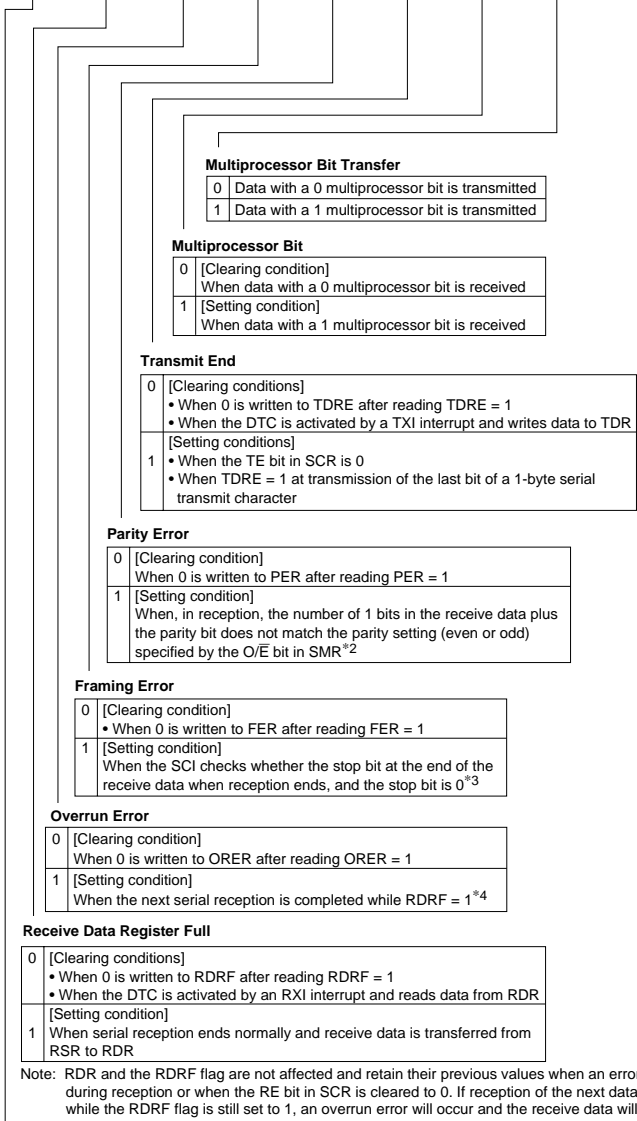 Multiprocessor Bit Transfer
0 Data with a 0 multiprocessor bit is transmitted
1 Data with a 1 multiprocessor bit is transmitted
Multiprocessor Bit
0 [Clearing condition]
When data with a 0 multiprocessor bit is received
1 [Setting condition]
When data with a 1 multiprocessor bit is received
Transmit End
0 [Clearing conditions]
• When 0 is written to TDRE after reading TDRE = 1
• When the DTC is activated by a TXI interrupt and writes data to TDR
[Setting conditions]
1 • When the TE bit in SCR is 0
• When TDRE = 1 at transmission of the last bit of a 1-byte serial
transmit character
Parity Error
0 [Clearing condition]
When 0 is written to PER after reading PER = 1
1 [Setting condition]
When, in reception, the number of 1 bits in the receive data plus
the parity bit does not match the parity setting (even or odd)
specified by the O/E̅ bit in SMR*2
Framing Error
0 [Clearing condition]
• When 0 is written to FER after reading FER = 1
1 [Setting condition]
When the SCI checks whether the stop bit at the end of the
receive data when reception ends, and the stop bit is 0*3
Overrun Error
0 [Clearing condition]
When 0 is written to ORER after reading ORER = 1
1 [Setting condition]
When the next serial reception is completed while RDRF = 1*4
Receive Data Register Full
0 [Clearing conditions]
• When 0 is written to RDRF after reading RDRF = 1
• When the DTC is activated by an RXI interrupt and reads data from RDR
[Setting condition]
1 When serial reception ends normally and receive data is transferred from
RSR to RDR
Note: RDR and the RDRF flag are not affected and retain their previous values when an error
during reception or when the RE bit in SCR is cleared to 0. If reception of the next data
while the RDRF flag is still set to 1, an overrun error will occur and the receive data will